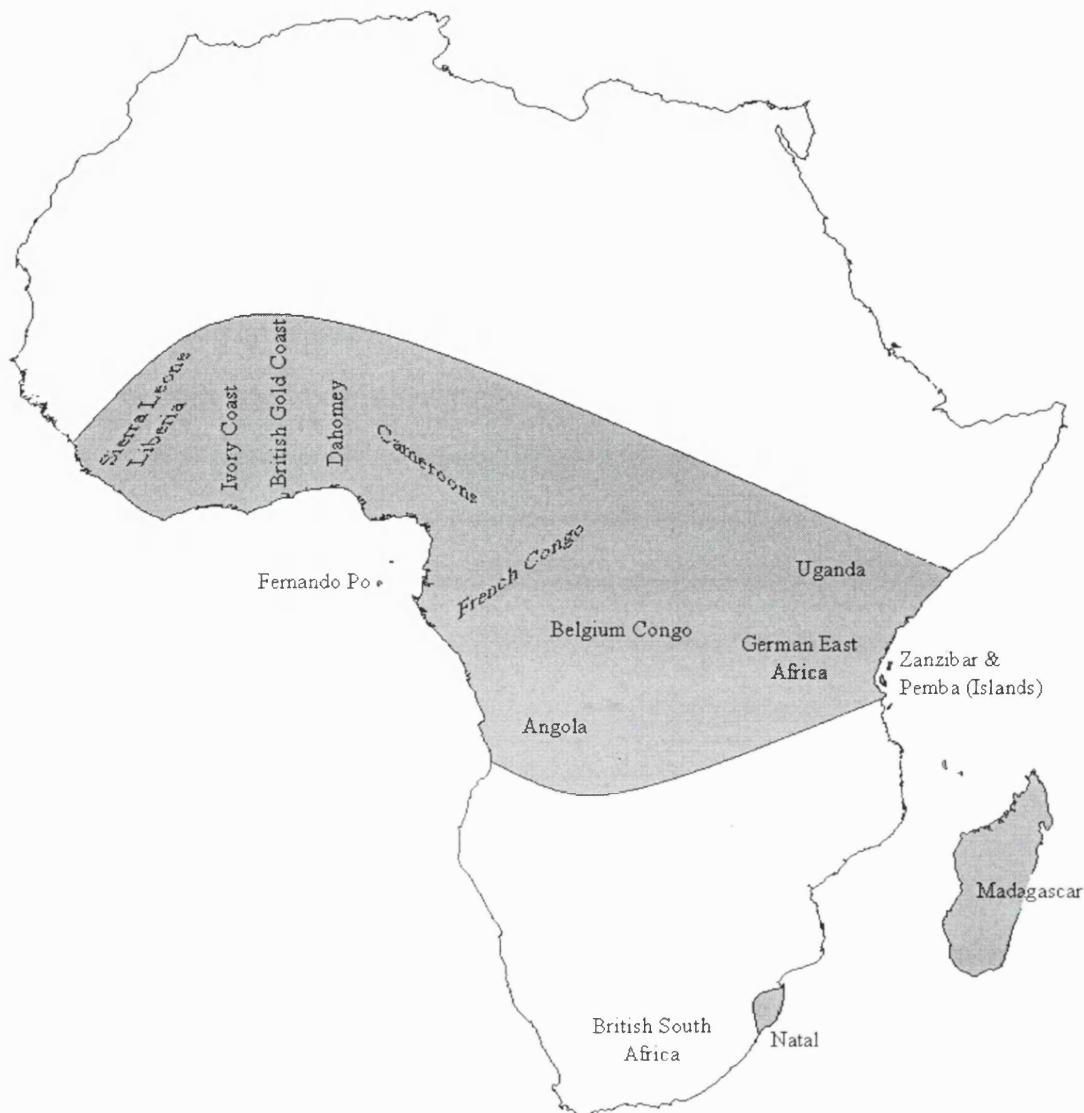 Sierra Leone
Liberia
Ivory Coast
British Gold Coast
Dahomey
Cameroons
French Congo
Fernando Po
Uganda
Belgium Congo
German East
Africa
Zanzibar &
Pemba (Islands)
Angola
Madagascar
British South
Africa
Natal